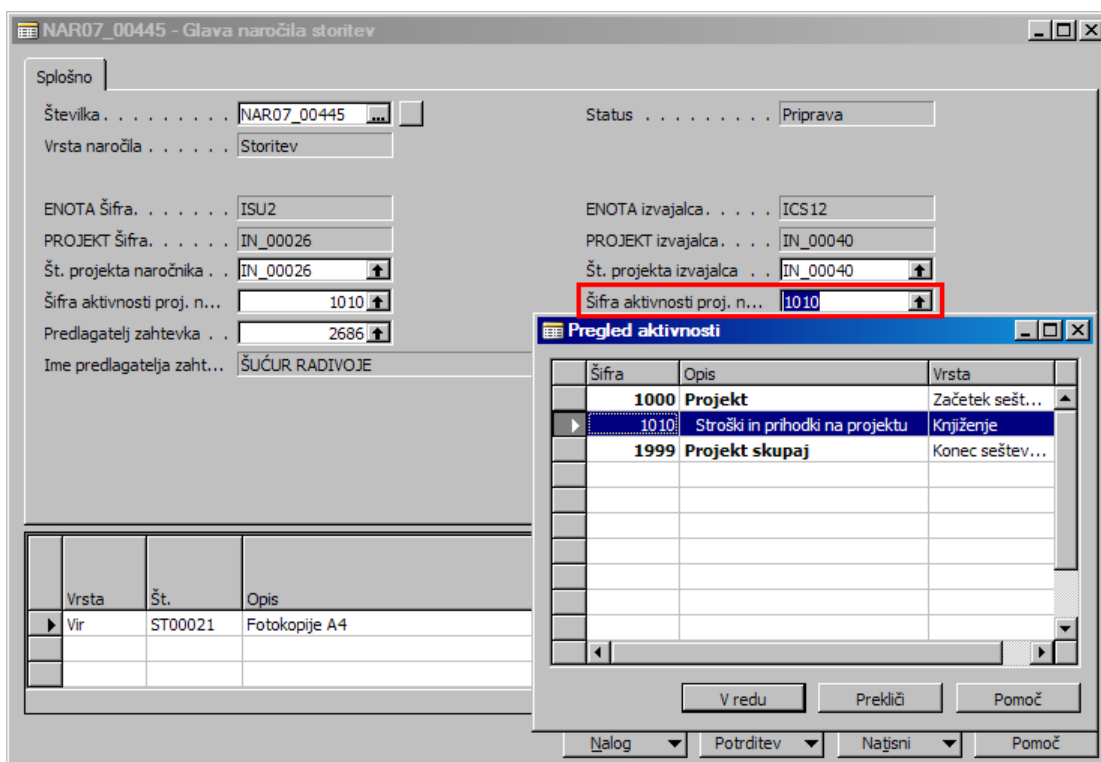 NAR07_00445 - Glava naročila storitev
Splošno
Številka. . . . . . . . . NAR07_00445 ... Status . . . . . . . . . Priprava
Vrsta naročila . . . . . . Storitev
ENOTA Šifra. . . . . . . ISU2 ENOTA izvajalca. . . . . ICS12
PROJEKT Šifra. . . . . . IN_00026 PROJEKT izvajalca. . . . IN_00040
Št. projekta naročnika . . IN_00026 Št. projekta izvajalca . . IN_00040
Šifra aktivnosti proj. n... 1010 Šifra aktivnosti proj. n... 1010
Predlagatelj zahtevka . . 2686
Ime predlagatelja zaht... ŠUĆUR RADIVOJE
Pregled aktivnosti
Šifra Opis Vrsta
1000 Projekt Začetek sešt...
1010 Stroški in prihodki na projektu Knjiženje
1999 Projekt skupaj Konec seštev...
V redu Prekliči Pomoč
Vrsta Št. Opis
Vir ST00021 Fotokopije A4
Nalog Potrditev Natisni Pomoč